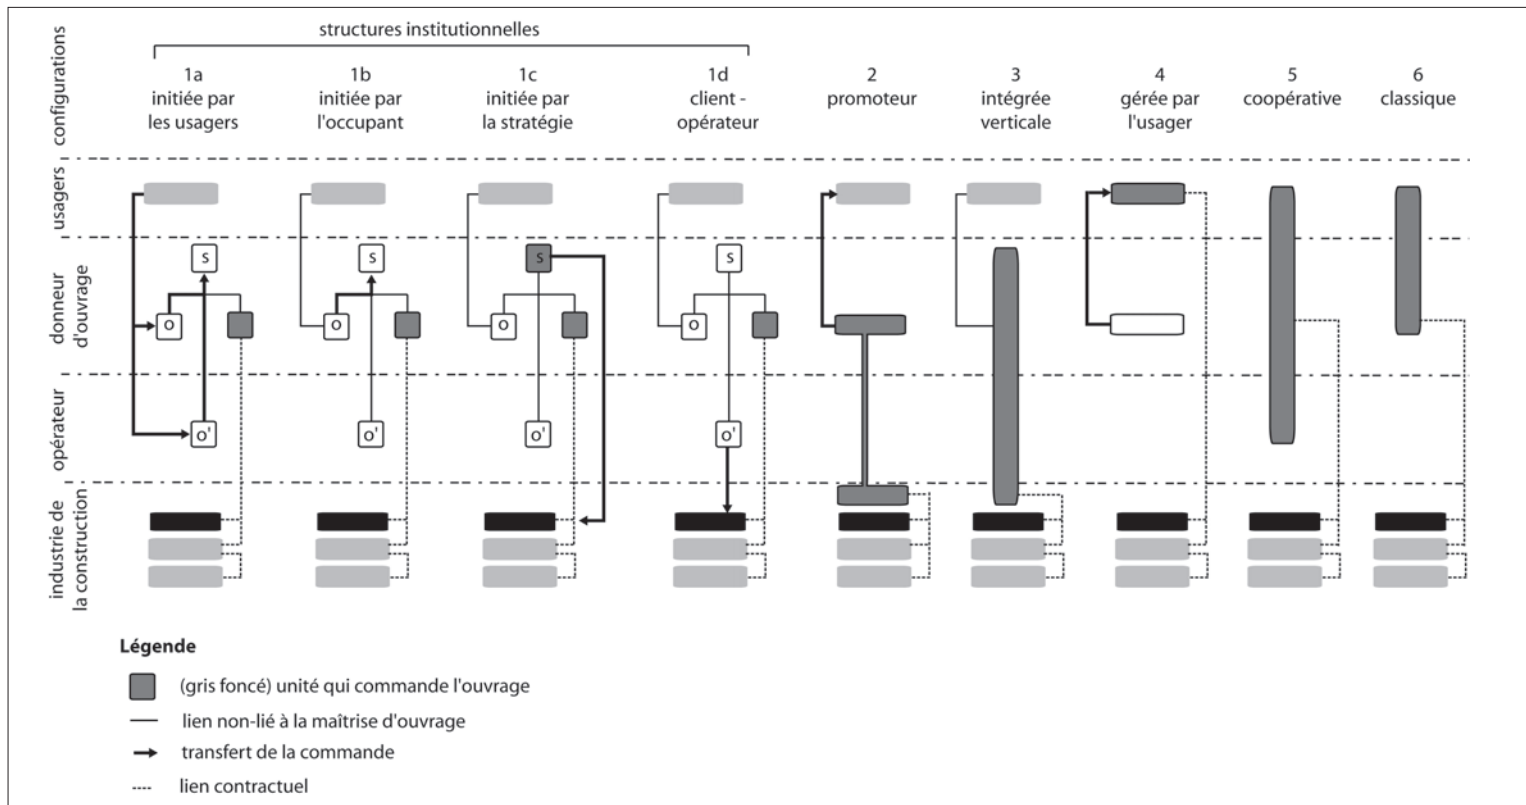 structures institutionnelles
configurations
1a
initiée par
les usagers
1b
initiée par
l'occupant
1c
initiée par
la stratégie
1d
client -
opérateur
2
promoteur
3
intégrée
verticale
4
gérée par
l'usager
5
coopérative
6
classique
usagers
donneur
d'ouvrage
s
s
s
s
o
o
o
o
opérateur
o'
o'
o'
o'
industrie de
la construction
Légende
(gris foncé) unité qui commande l'ouvrage
lien non-lié à la maîtrise d'ouvrage
transfert de la commande
lien contractuel